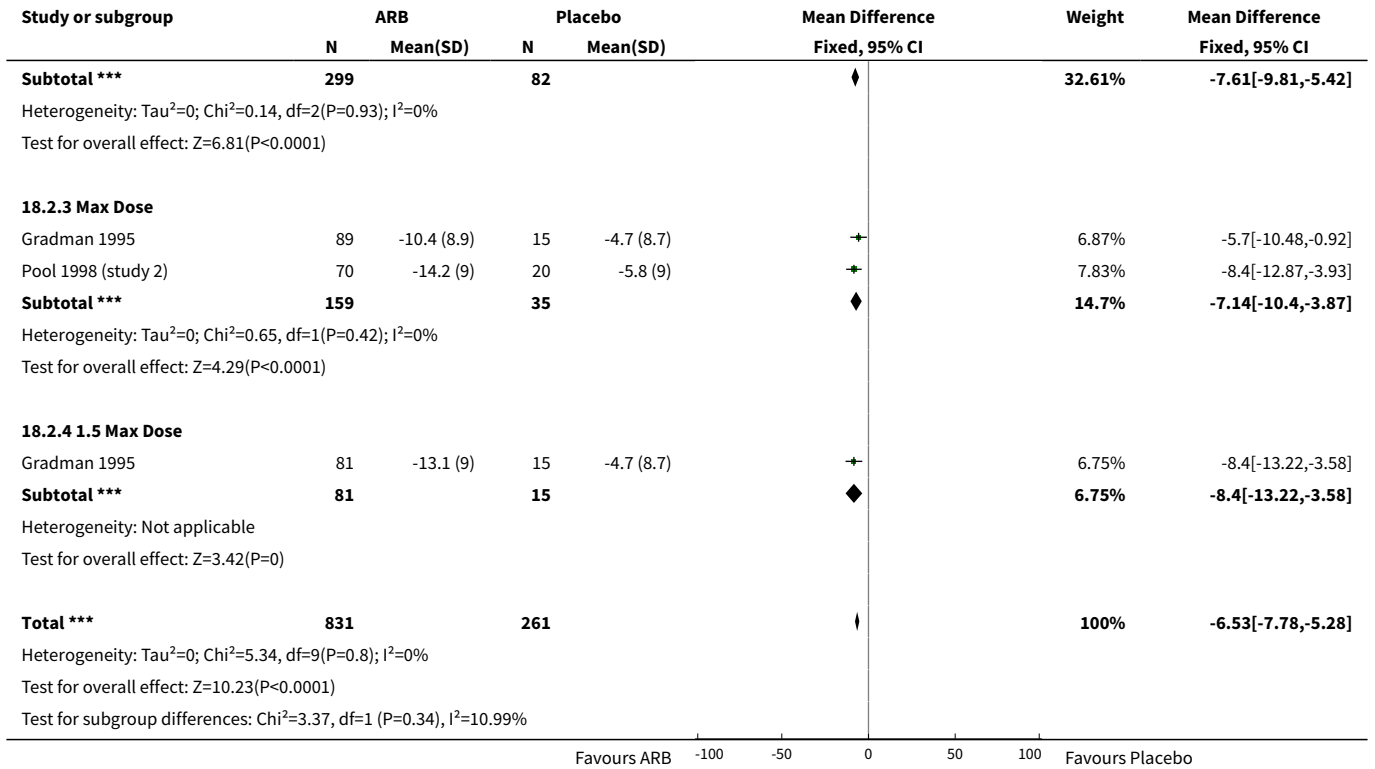 Study or subgroup ARB Placebo Mean Difference Weight Mean Difference
N Mean(SD) N Mean(SD) Fixed, 95% CI Fixed, 95% CI
Subtotal *** 299 82 32.61% -7.61[-9.81,-5.42]
Heterogeneity: Tau²=0; Chi²=0.14, df=2(P=0.93); I²=0%
Test for overall effect: Z=6.81(P<0.0001)
18.2.3 Max Dose
Gradman 1995 89 -10.4 (8.9) 15 -4.7 (8.7) 6.87% -5.7[-10.48,-0.92]
Pool 1998 (study 2) 70 -14.2 (9) 20 -5.8 (9) 7.83% -8.4[-12.87,-3.93]
Subtotal *** 159 35 14.7% -7.14[-10.4,-3.87]
Heterogeneity: Tau²=0; Chi²=0.65, df=1(P=0.42); I²=0%
Test for overall effect: Z=4.29(P<0.0001)
18.2.4 1.5 Max Dose
Gradman 1995 81 -13.1 (9) 15 -4.7 (8.7) 6.75% -8.4[-13.22,-3.58]
Subtotal *** 81 15 6.75% -8.4[-13.22,-3.58]
Heterogeneity: Not applicable
Test for overall effect: Z=3.42(P=0)
Total *** 831 261 100% -6.53[-7.78,-5.28]
Heterogeneity: Tau²=0; Chi²=5.34, df=9(P=0.8); I²=0%
Test for overall effect: Z=10.23(P<0.0001)
Test for subgroup differences: Chi²=3.37, df=1 (P=0.34), I²=10.99%
Favours ARB -100 -50 0 50 100 Favours Placebo